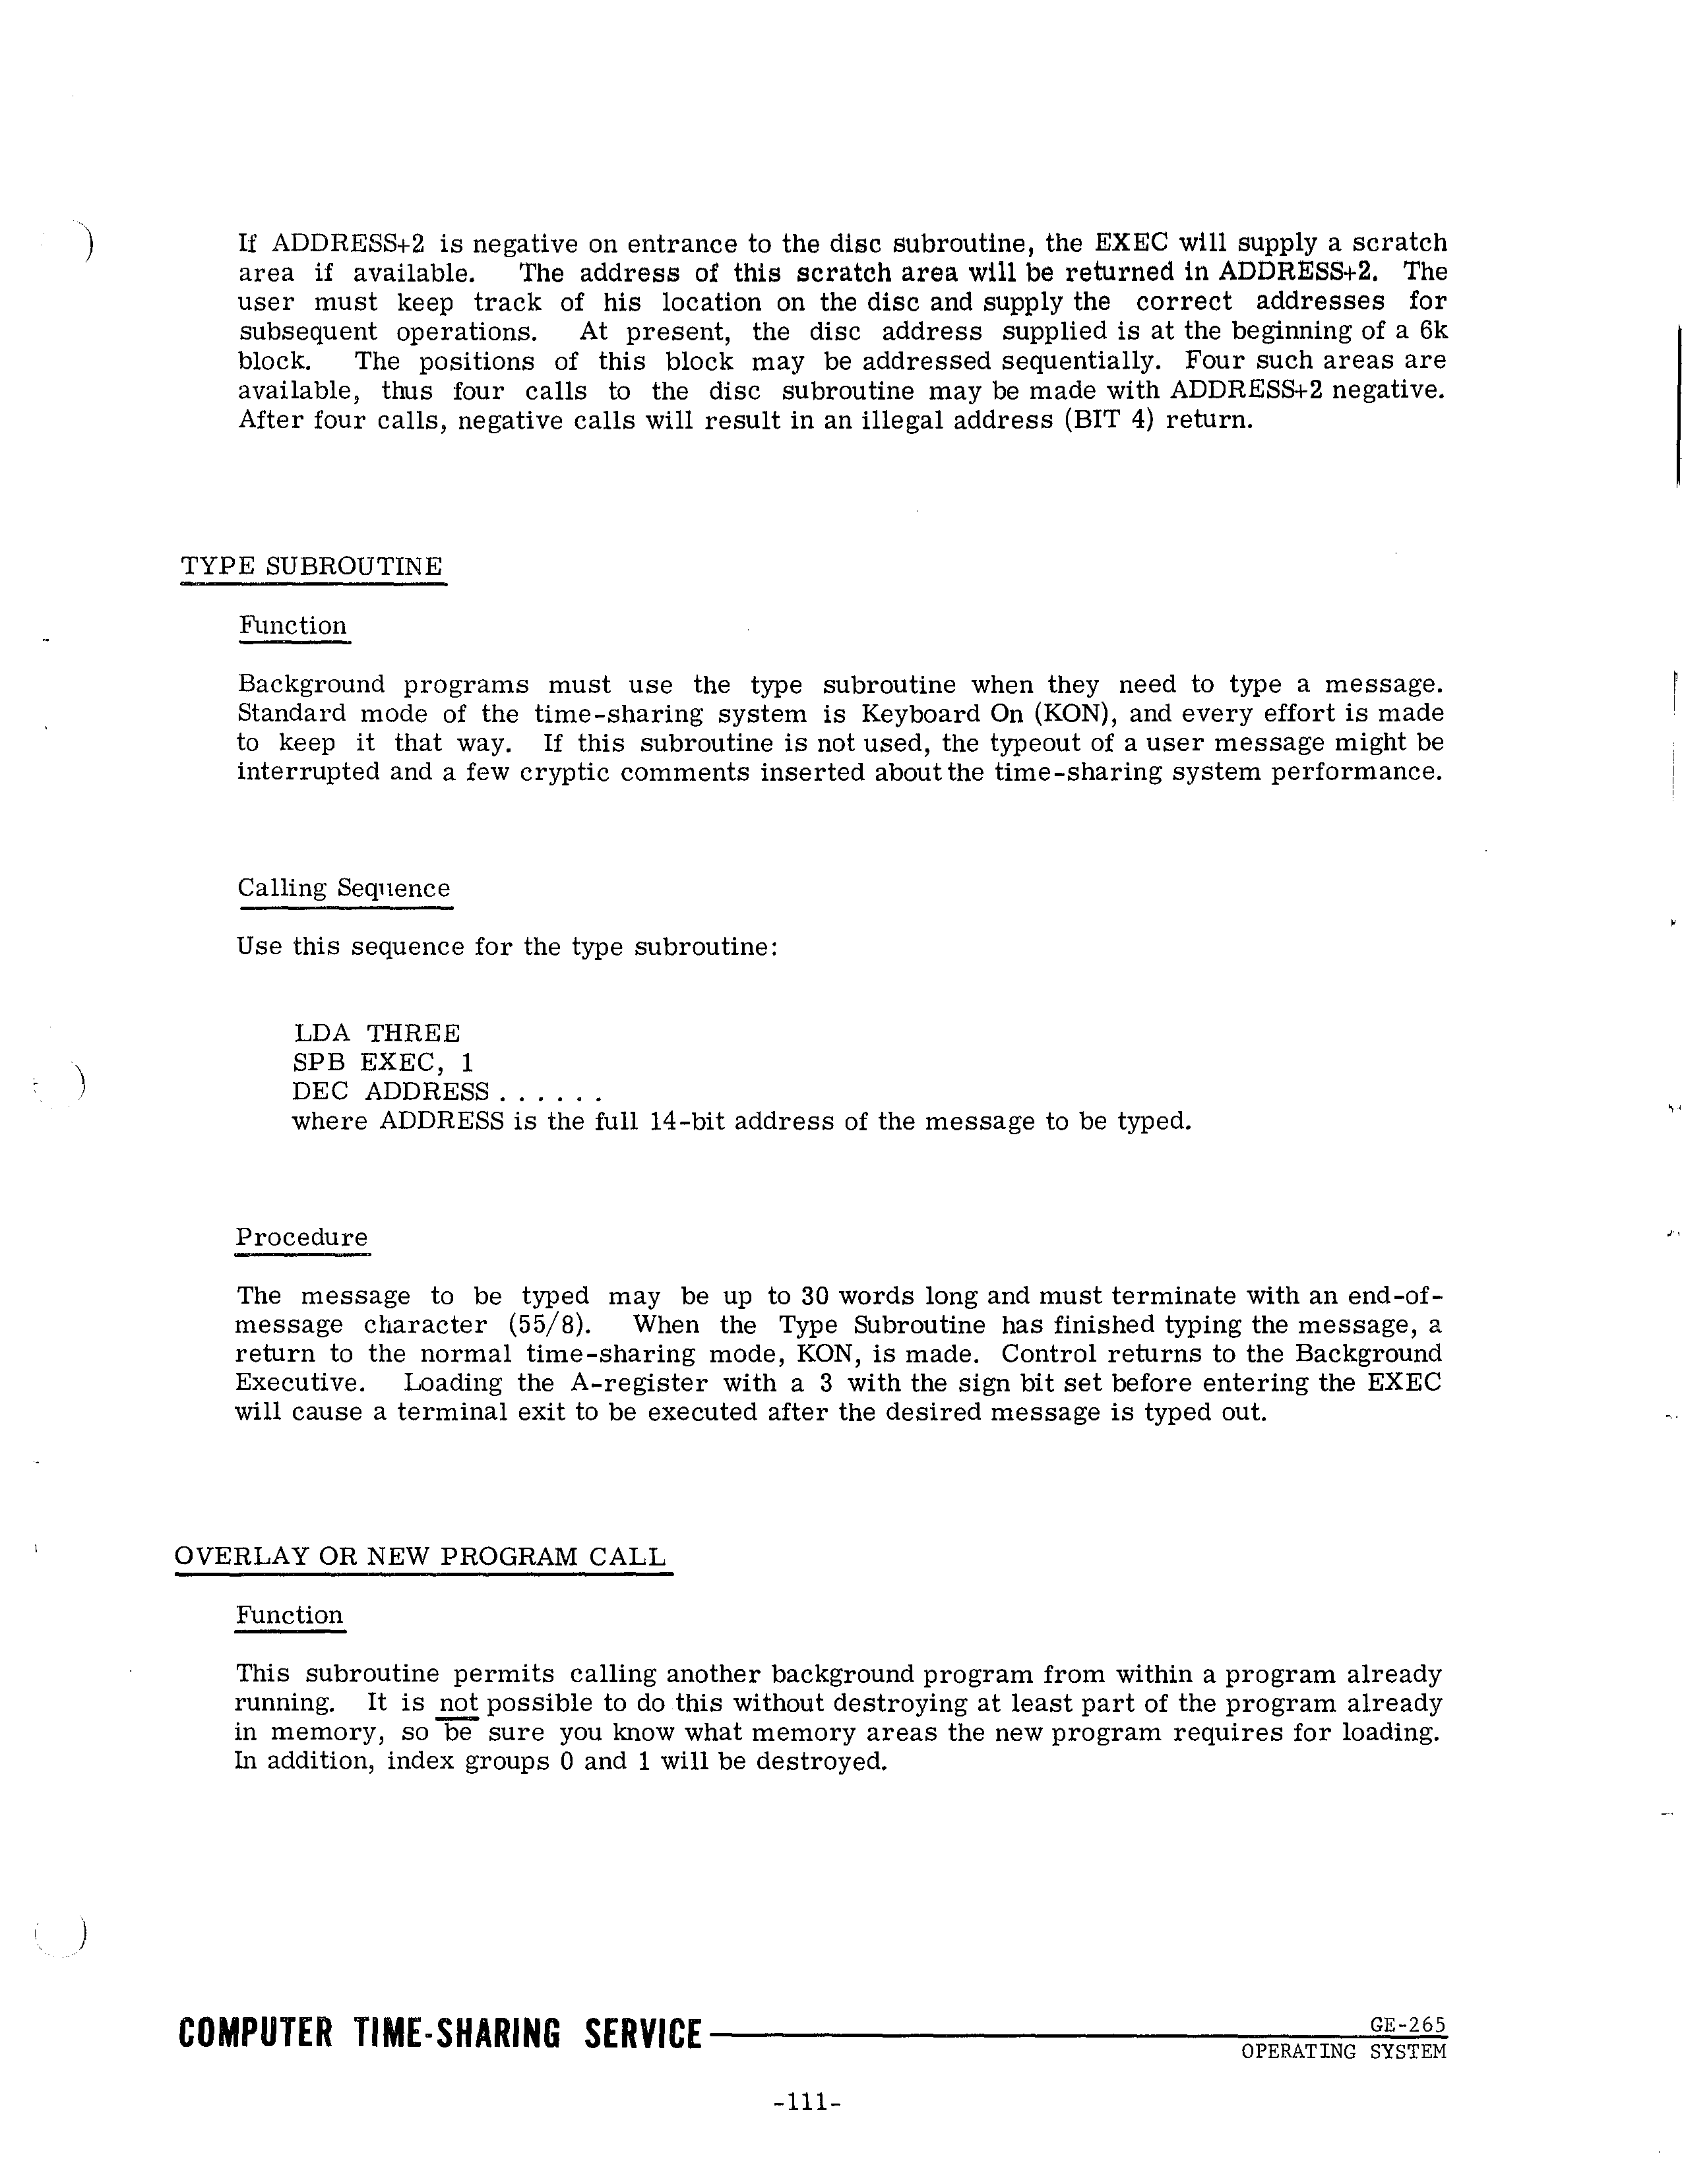 If ADDRESS+2 is negative on entrance to the disc subroutine, the EXEC will supply a scratch
area if available. The address of this scratch area will be returned in ADDRESS+2. The
user must keep track of his location on the disc and supply the correct addresses for
subsequent operations. At present, the disc address supplied is at the beginning of a 6k
block. The positions of this block may be addressed sequentially. Four such areas are
available, thus four calls to the disc subroutine may be made with ADDRESS+2 negative.
After four calls, negative calls will result in an illegal address (BIT 4) return.
TYPE SUBROUTINE
Function
Background programs must use the type subroutine when they need to type a message.
Standard mode of the time-sharing system is Keyboard On (KON), and every effort is made
to keep it that way. If this subroutine is not used, the typeout of a user message might be
interrupted and a few cryptic comments inserted about the time-sharing system performance.
Calling Sequence
Use this sequence for the type subroutine:
LDA THREE
SPB EXEC, 1
DEC ADDRESS . . . . . .
where ADDRESS is the full 14-bit address of the message to be typed.
Procedure
The message to be typed may be up to 30 words long and must terminate with an end-of-
message character (55/8). When the Type Subroutine has finished typing the message, a
return to the normal time-sharing mode, KON, is made. Control returns to the Background
Executive. Loading the A-register with a 3 with the sign bit set before entering the EXEC
will cause a terminal exit to be executed after the desired message is typed out.
OVERLAY OR NEW PROGRAM CALL
Function
This subroutine permits calling another background program from within a program already
running. It is not possible to do this without destroying at least part of the program already
in memory, so be sure you know what memory areas the new program requires for loading.
In addition, index groups 0 and 1 will be destroyed.
COMPUTER TIME-SHARING SERVICE
GE-265
OPERATING SYSTEM
-111-